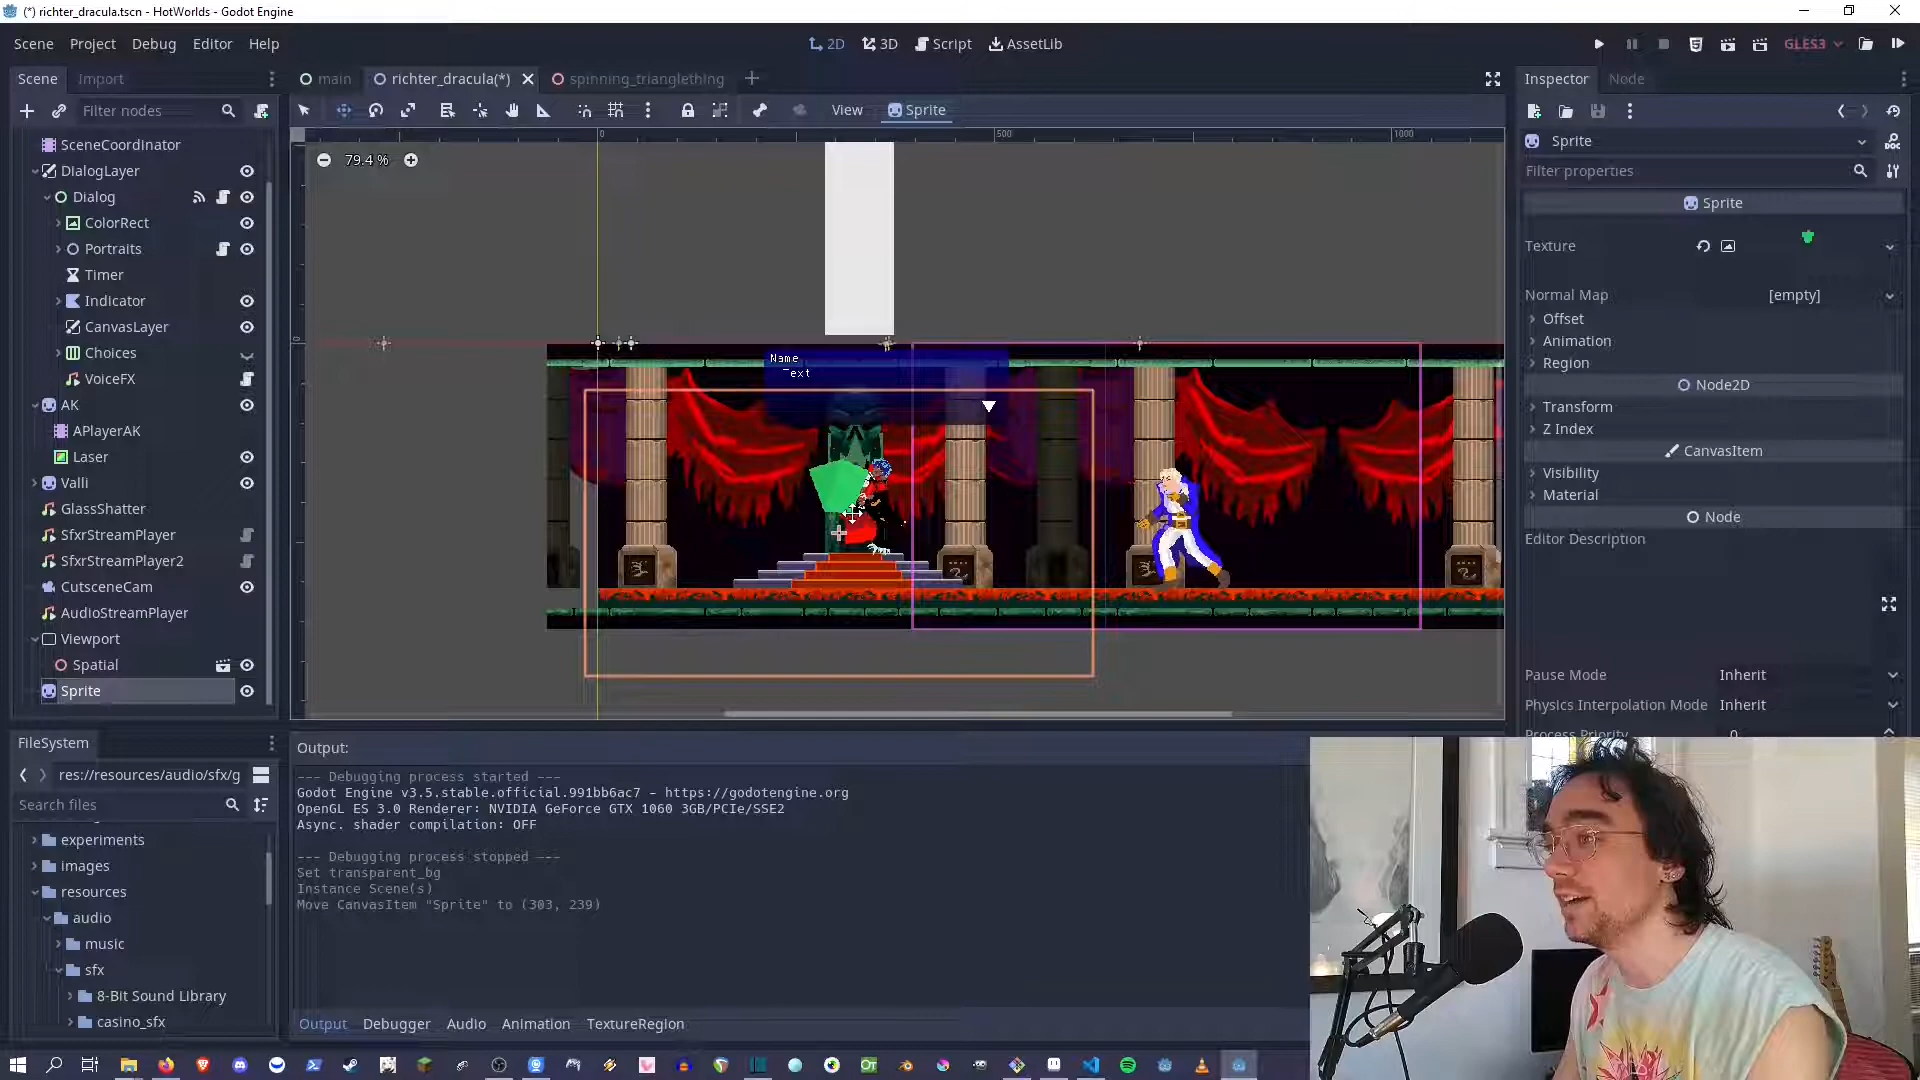 (*) richter_dracula.tscn - HotWorlds - Godot Engine
Scene Project Debug Editor Help
2D 3D Script AssetLib
GLES3
Scene Import
main richter_dracula(*) spinning_trianglething
Inspector Node
Filter nodes
View Sprite
0 500 1000
79.4 %
0
SceneCoordinator
DialogLayer
Dialog
ColorRect
Portraits
Timer
Indicator
CanvasLayer
Choices
VoiceFX
AK
APlayerAK
Laser
Valli
GlassShatter
SfxrStreamPlayer
SfxrStreamPlayer2
CutsceneCam
AudioStreamPlayer
Viewport
Spatial
Sprite
Name
Text
Sprite
DOC
Filter properties
Sprite
Texture
Normal Map [empty]
Offset
Animation
Region
Node2D
Transform
Z Index
CanvasItem
Visibility
Material
Node
Editor Description
Pause Mode Inherit
Physics Interpolation Mode Inherit
Process Priority 0
FileSystem
res://resources/audio/sfx/g
Search files
experiments
images
resources
audio
music
sfx
8-Bit Sound Library
casino_sfx
Output:
--- Debugging process started ---
Godot Engine v3.5.stable.official.991bb6ac7 - https://godotengine.org
OpenGL ES 3.0 Renderer: NVIDIA GeForce GTX 1060 3GB/PCIe/SSE2
Async. shader compilation: OFF
--- Debugging process stopped ---
Set transparent_bg
Instance Scene(s)
Move CanvasItem "Sprite" to (303, 239)
Output Debugger Audio Animation TextureRegion